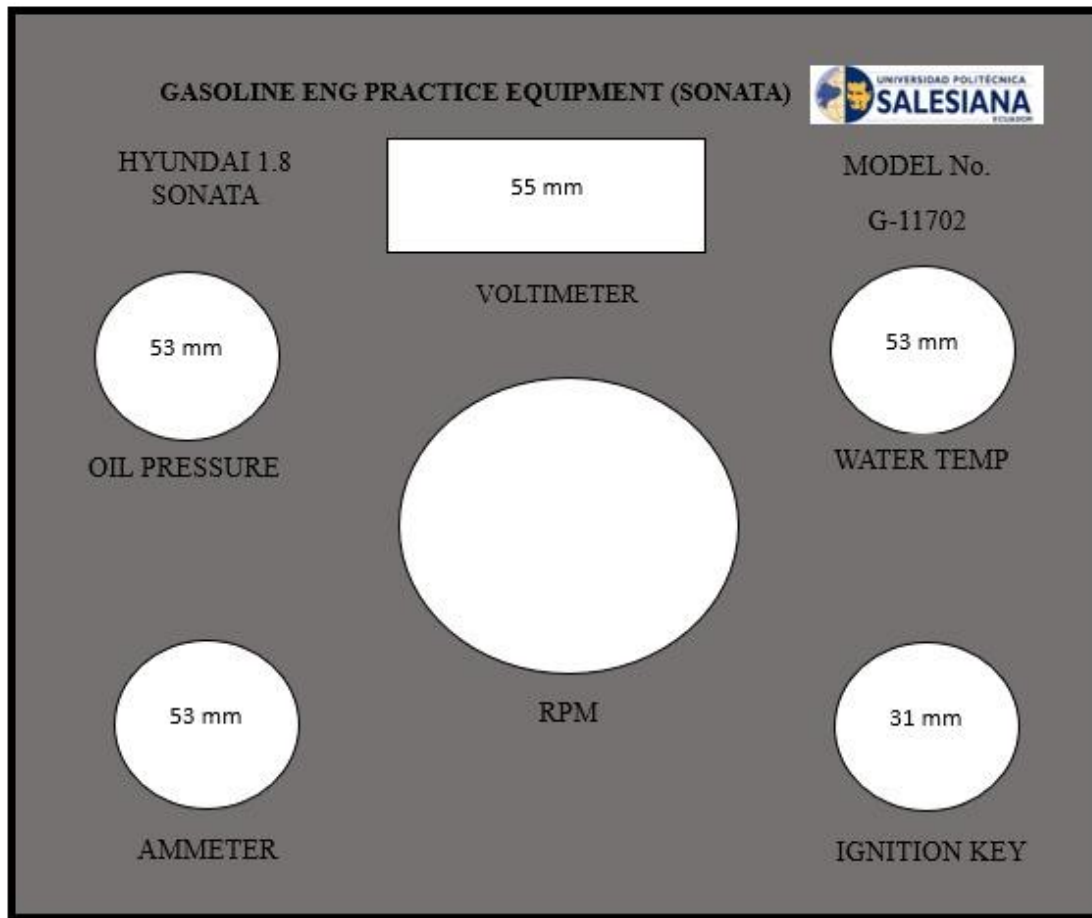 GASOLINE ENG PRACTICE EQUIPMENT (SONATA)
UNIVERSIDAD POLITÉCNICA
SALESIANA
ECUADOR
HYUNDAI 1.8
SONATA
55 mm
MODEL No.
G-11702
VOLTIMETER
53 mm
OIL PRESSURE
53 mm
WATER TEMP
RPM
53 mm
AMMETER
31 mm
IGNITION KEY